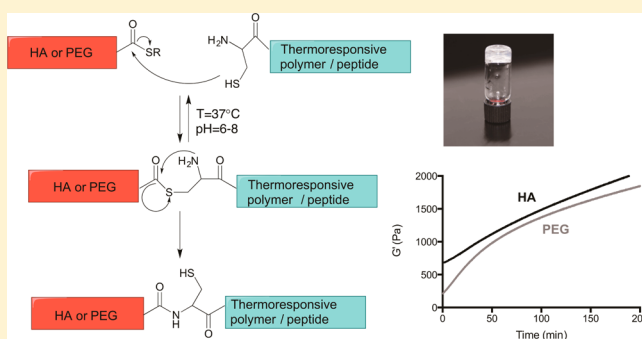 O
HA or PEG
SR
H₂N
O
Thermoresponsive
polymer / peptide
HS
T=37°C
pH=6-8
O
H₂N
O
HA or PEG
S
Thermoresponsive
polymer / peptide
HS
O
HA or PEG
N
H
O
Thermoresponsive
polymer / peptide
2000
1500
1000
500
0
G'(Pa)
HA
PEG
0
50
100
150
200
Time (min)